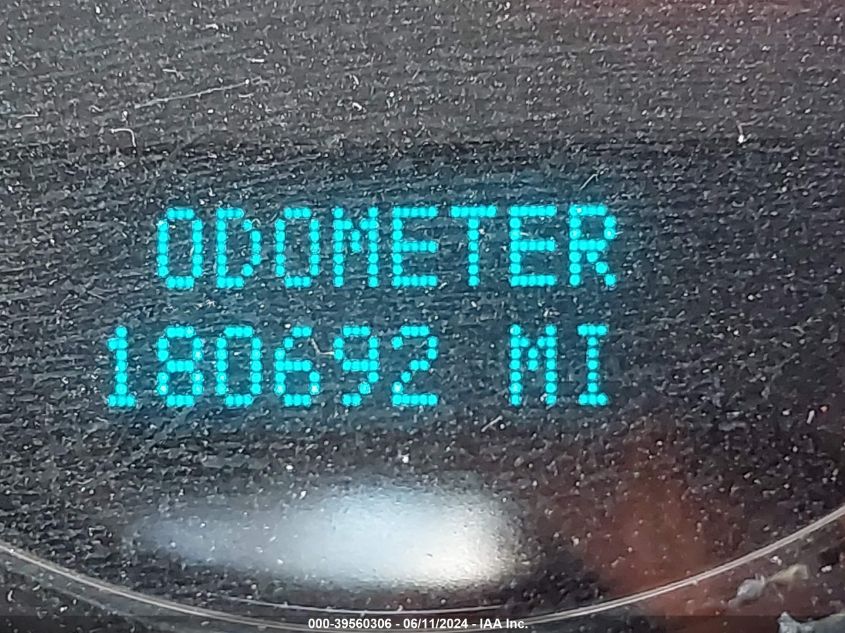 ODOMETER
180692 MI
000-39560306 - 06/11/2024 - IAA Inc.